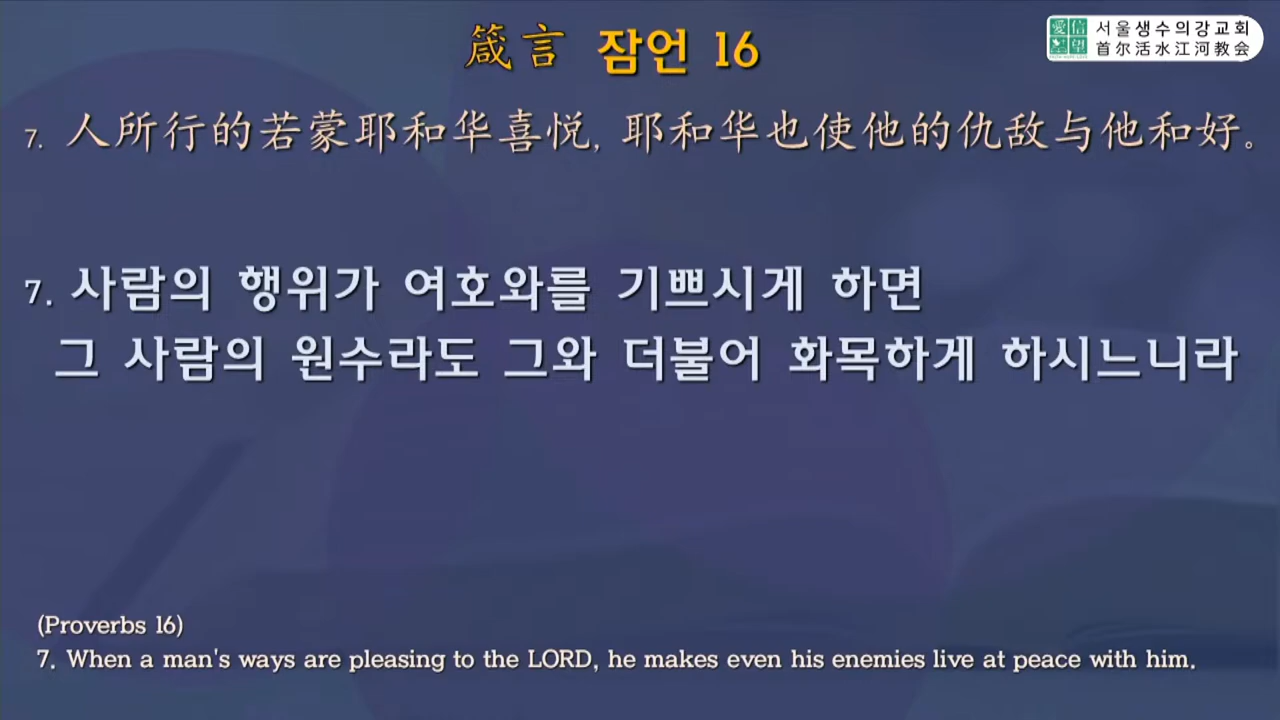 箴言 잠언 16
愛信
望
서울생수의강교회
首尔活水江河教会
7. 人所行的若蒙耶和华喜悦, 耶和华也使他的仇敌与他和好。
7. 사람의 행위가 여호와를 기쁘시게 하면
그 사람의 원수라도 그와 더불어 화목하게 하시느니라
(Proverbs 16)
7. When a man's ways are pleasing to the LORD, he makes even his enemies live at peace with him.